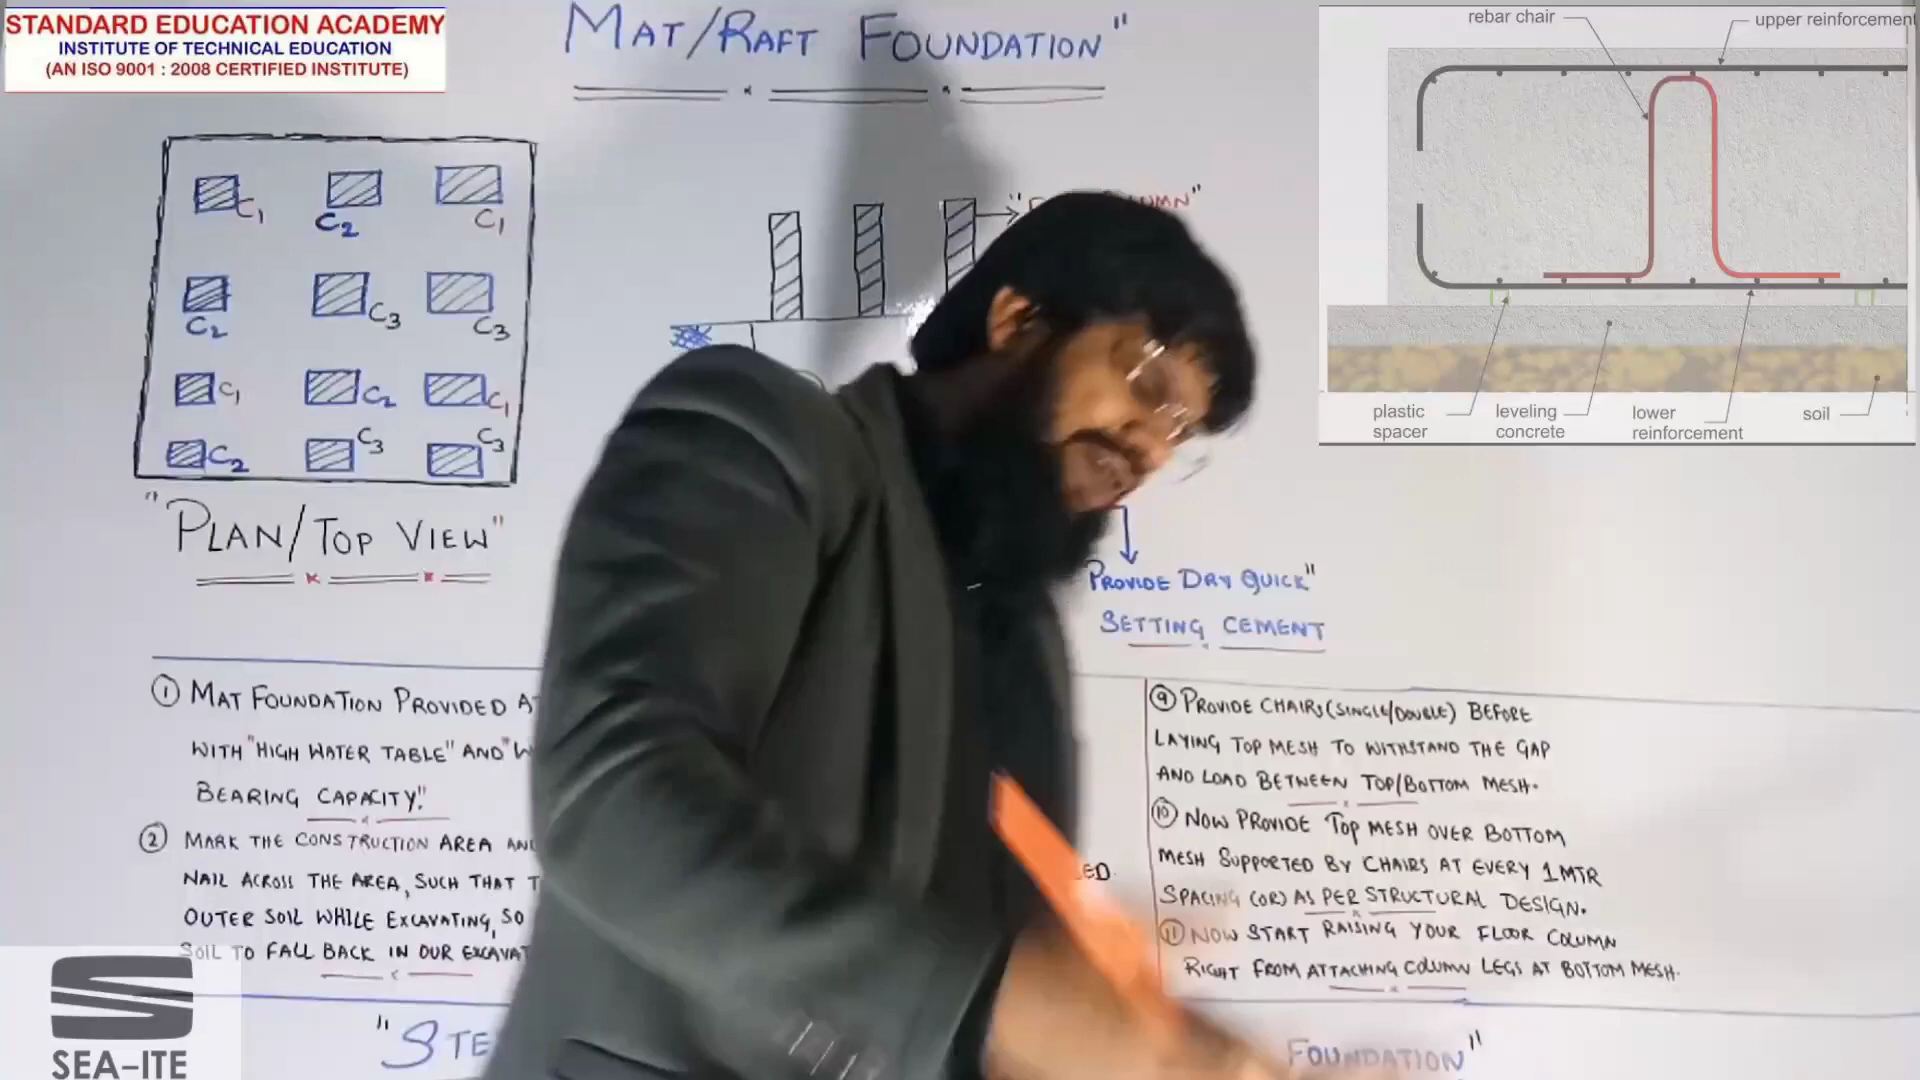 STANDARD EDUCATION ACADEMY
INSTITUTE OF TECHNICAL EDUCATION
(AN ISO 9001 : 2008 CERTIFIED INSTITUTE)
MAT/RAFT FOUNDATION"
rebar chair
upper reinforcement
plastic
spacer
leveling
concrete
lower
reinforcement
soil
C1 C2 C1
C2 C3 C3
C1 C2 C1
C2 C3 C3
"PLAN/TOP VIEW"
PROVIDE DRY QUICK"
SETTING CEMENT
① MAT FOUNDATION PROVIDED
WITH "HIGH WATER TABLE" AND
BEARING CAPACITY."
② MARK THE CONSTRUCTION AREA
NAIL ACROSS THE AREA, SUCH THAT
OUTER SOIL WHILE EXCAVATING, SO
SOIL TO FALL BACK IN OUR
⑨ PROVIDE CHAIRS (SINGLE/DOUBLE) BEFORE
LAYING TOP MESH TO WITHSTAND THE GAP
AND LOAD BETWEEN TOP/BOTTOM MESH.
⑩ NOW PROVIDE TOP MESH OVER BOTTOM
MESH SUPPORTED BY CHAIRS AT EVERY 1MTR
SPACING (OR) AS PER STRUCTURAL DESIGN.
⑪ NOW START RAISING YOUR FLOOR COLUMN
RIGHT FROM ATTACHING COLUMN LEGS AT BOTTOM MESH.
FOUNDATION"
SEA-ITE